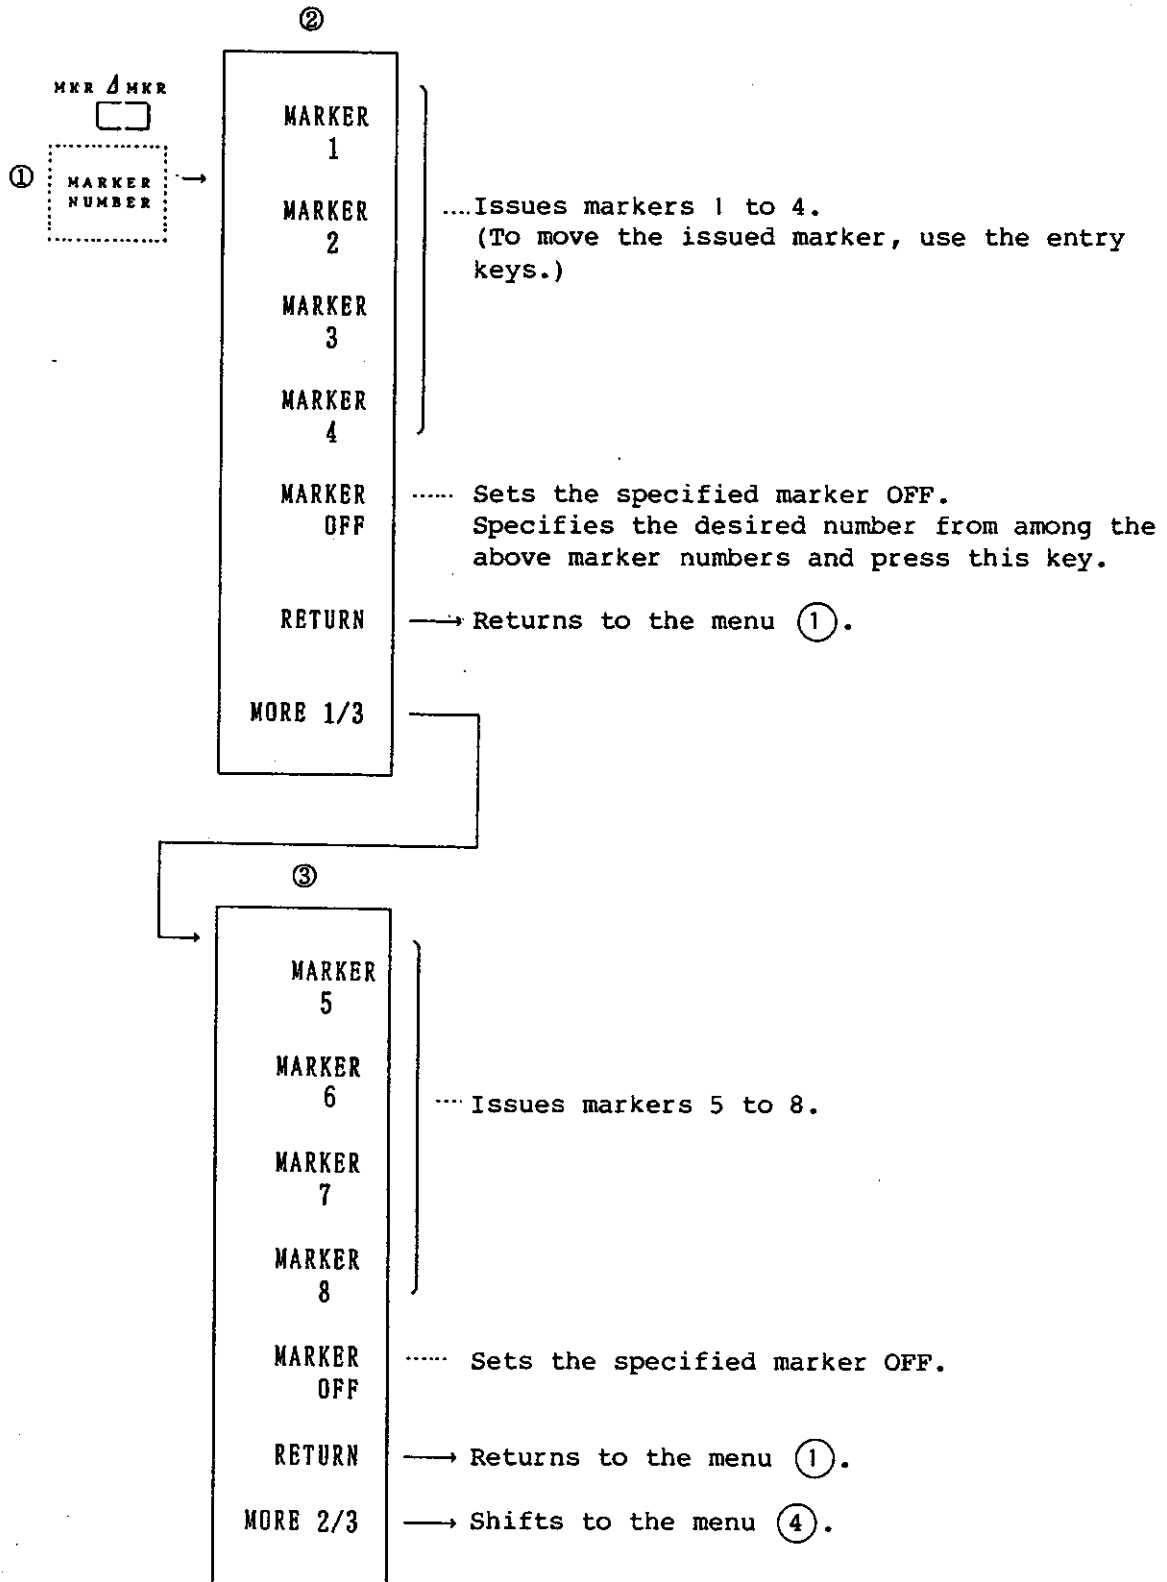 ②
MKR ΔMKR
① MARKER
NUMBER
MARKER
1
MARKER
2
MARKER
3
MARKER
4
....Issues markers 1 to 4.
(To move the issued marker, use the entry
keys.)
MARKER
OFF
...... Sets the specified marker OFF.
Specifies the desired number from among the
above marker numbers and press this key.
RETURN → Returns to the menu ①.
MORE 1/3
③
MARKER
5
MARKER
6
MARKER
7
MARKER
8
.... Issues markers 5 to 8.
MARKER
OFF
...... Sets the specified marker OFF.
RETURN → Returns to the menu ①.
MORE 2/3 → Shifts to the menu ④.